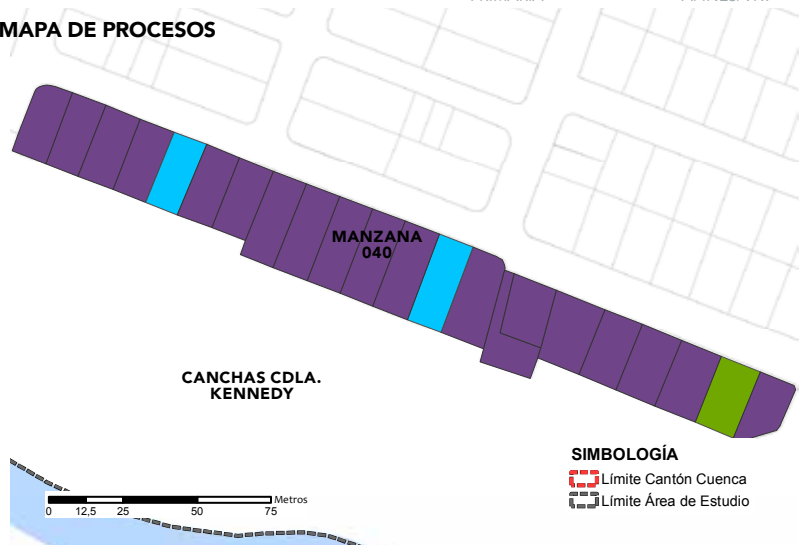 MAPA DE PROCESOS
MANZANA
040
CANCHAS CDLA.
KENNEDY
SIMBOLOGÍA
Límite Cantón Cuenca
Límite Área de Estudio
Metros
0 12,5 25 50 75